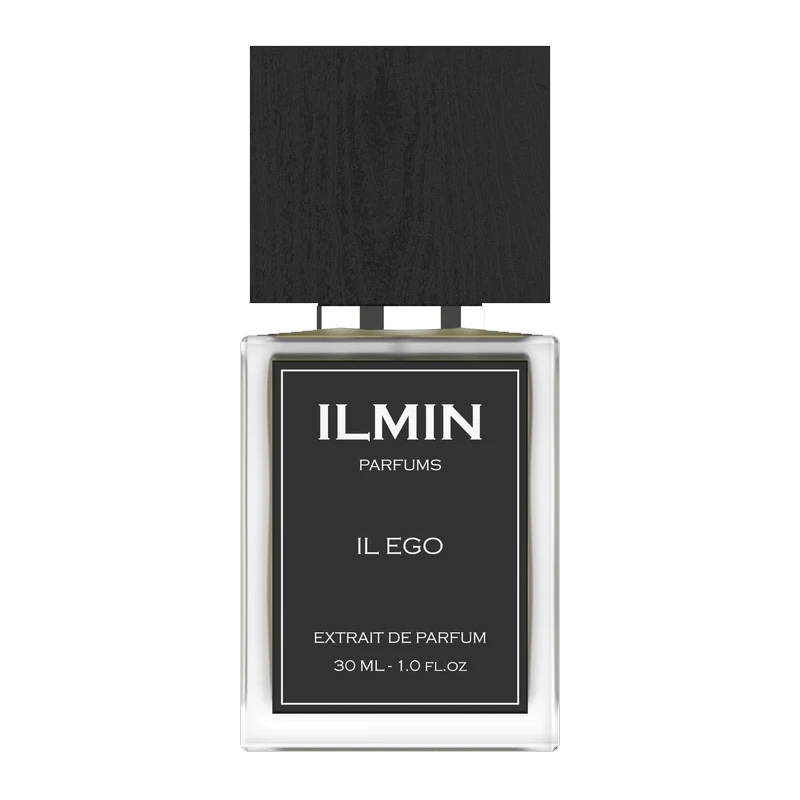 ILMIN
PARFUMS
IL EGO
EXTRAIT DE PARFUM
30 ML - 1.0 FL.OZ